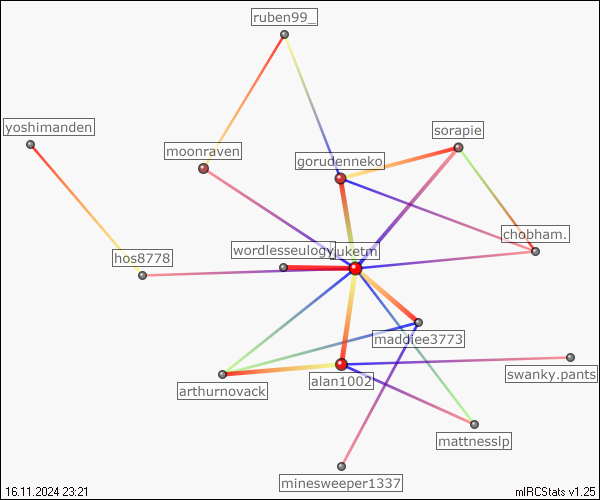 ruben99_
yoshimanden
sorapie
moonraven
gorudenneko
chobham.
wordlesseulogy
luketm
hos8778
maddiee3773
swanky.pants
alan1002
arthurnovack
mattnesslp
minesweeper1337
16.11.2024 23:21
mIRCStats v1.25